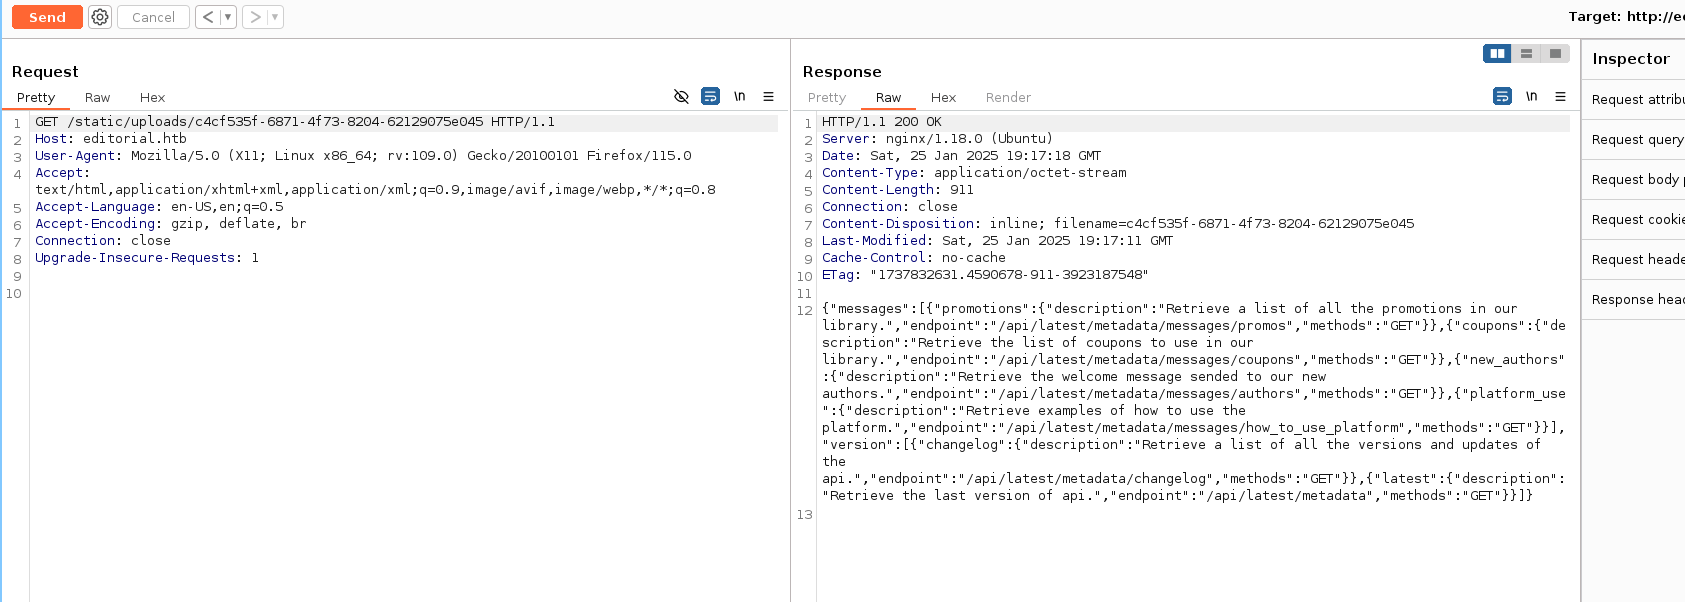 Send
Cancel
<
>
Target: http://e
Request
Pretty Raw Hex
\n
1 GET /static/uploads/c4cf535f-6871-4f73-8204-62129075e045 HTTP/1.1
2 Host: editorial.htb
3 User-Agent: Mozilla/5.0 (X11; Linux x86_64; rv:109.0) Gecko/20100101 Firefox/115.0
4 Accept:
text/html,application/xhtml+xml,application/xml;q=0.9,image/avif,image/webp,*/*;q=0.8
5 Accept-Language: en-US,en;q=0.5
6 Accept-Encoding: gzip, deflate, br
7 Connection: close
8 Upgrade-Insecure-Requests: 1
9
10
Response
Pretty Raw Hex Render
\n
1 HTTP/1.1 200 OK
2 Server: nginx/1.18.0 (Ubuntu)
3 Date: Sat, 25 Jan 2025 19:17:18 GMT
4 Content-Type: application/octet-stream
5 Content-Length: 911
6 Connection: close
7 Content-Disposition: inline; filename=c4cf535f-6871-4f73-8204-62129075e045
8 Last-Modified: Sat, 25 Jan 2025 19:17:11 GMT
9 Cache-Control: no-cache
10 ETag: "1737832631.4590678-911-3923187548"
11
12 {"messages":[{"promotions":{"description":"Retrieve a list of all the promotions in our
library.","endpoint":"/api/latest/metadata/messages/promos","methods":"GET"}},{"coupons":{"de
scription":"Retrieve the list of coupons to use in our
library.","endpoint":"/api/latest/metadata/messages/coupons","methods":"GET"}},{"new_authors"
:{"description":"Retrieve the welcome message sended to our new
authors.","endpoint":"/api/latest/metadata/messages/authors","methods":"GET"}},{"platform_use
":{"description":"Retrieve examples of how to use the
platform.","endpoint":"/api/latest/metadata/messages/how_to_use_platform","methods":"GET"}}],
"version":[{"changelog":{"description":"Retrieve a list of all the versions and updates of
the
api.","endpoint":"/api/latest/metadata/changelog","methods":"GET"}},{"latest":{"description":
"Retrieve the last version of api.","endpoint":"/api/latest/metadata","methods":"GET"}}]}
13
Inspector
Request attribu
Request query
Request body p
Request cookie
Request heade
Response hea